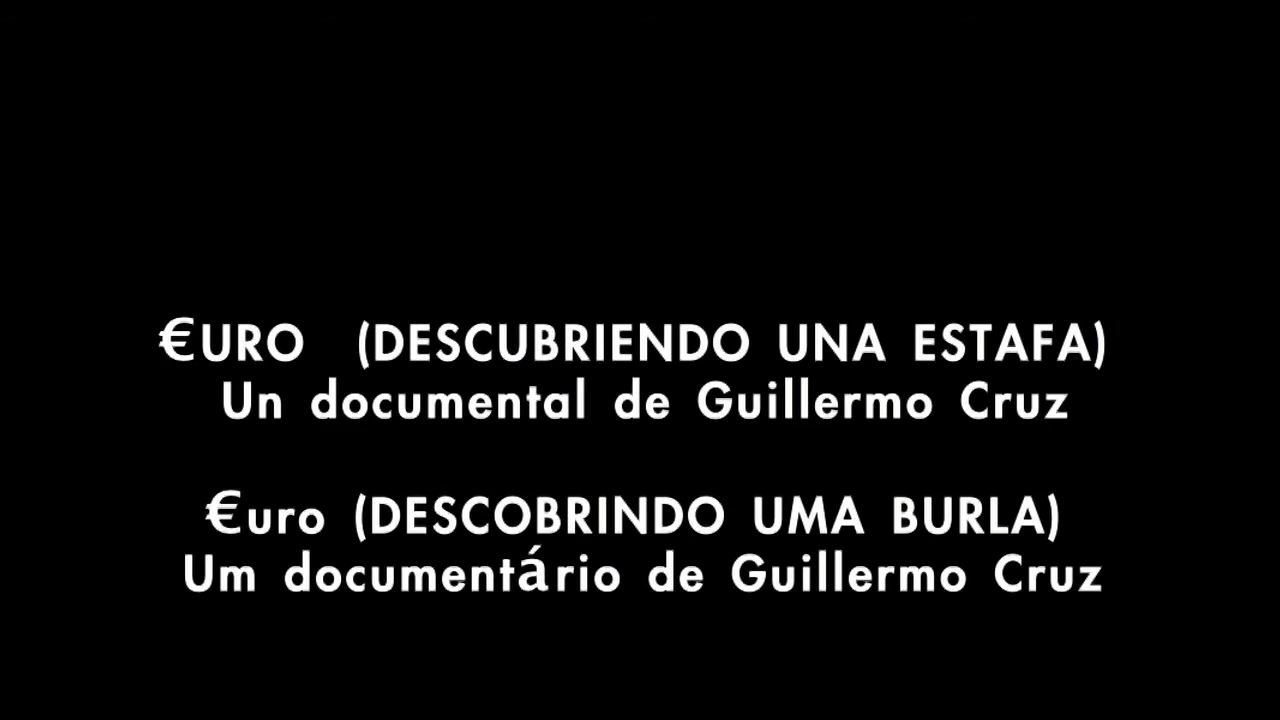 €URO (DESCUBRIENDO UNA ESTAFA)
Un documental de Guillermo Cruz
€uro (DESCOBRINDO UMA BURLA)
Um documentário de Guillermo Cruz